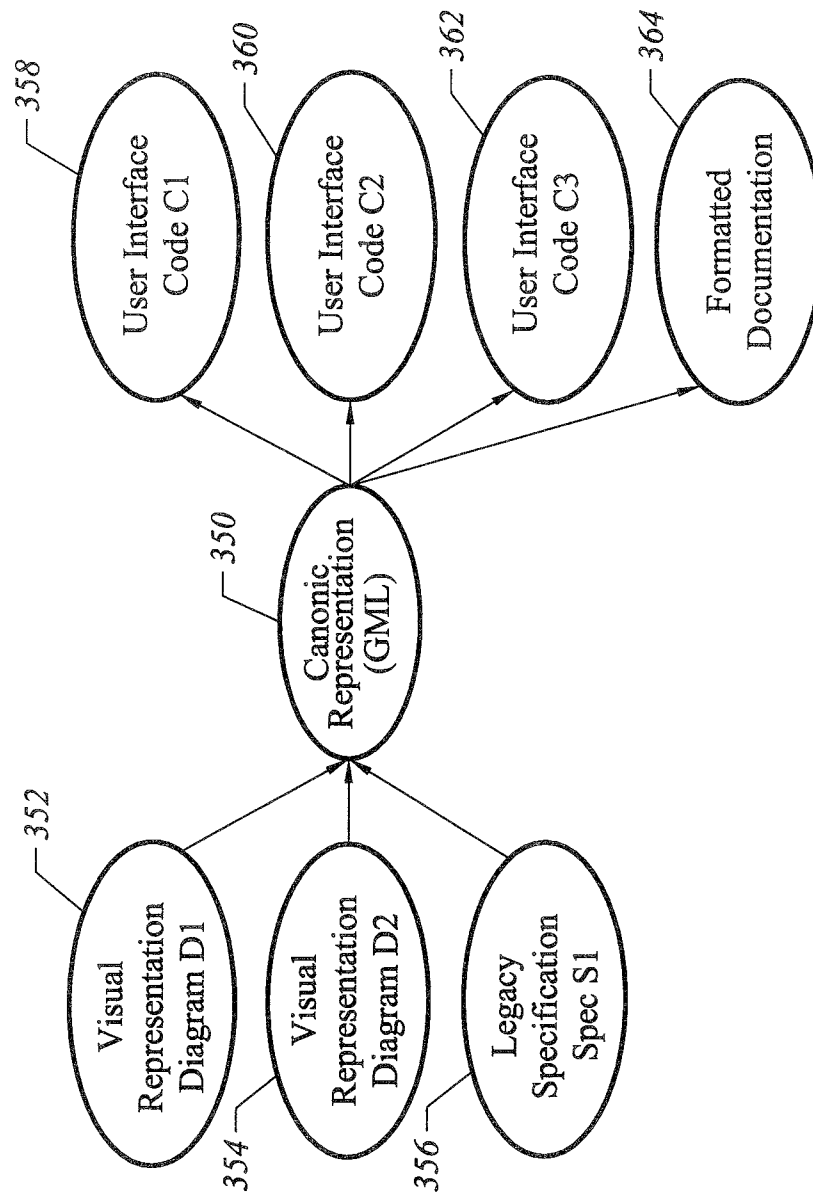 352
Visual
Representation
Diagram D1
354
Visual
Representation
Diagram D2
356
Legacy
Specification
Spec S1
350
Canonic
Representation
(GML)
358
User Interface
Code C1
360
User Interface
Code C2
362
User Interface
Code C3
364
Formatted
Documentation